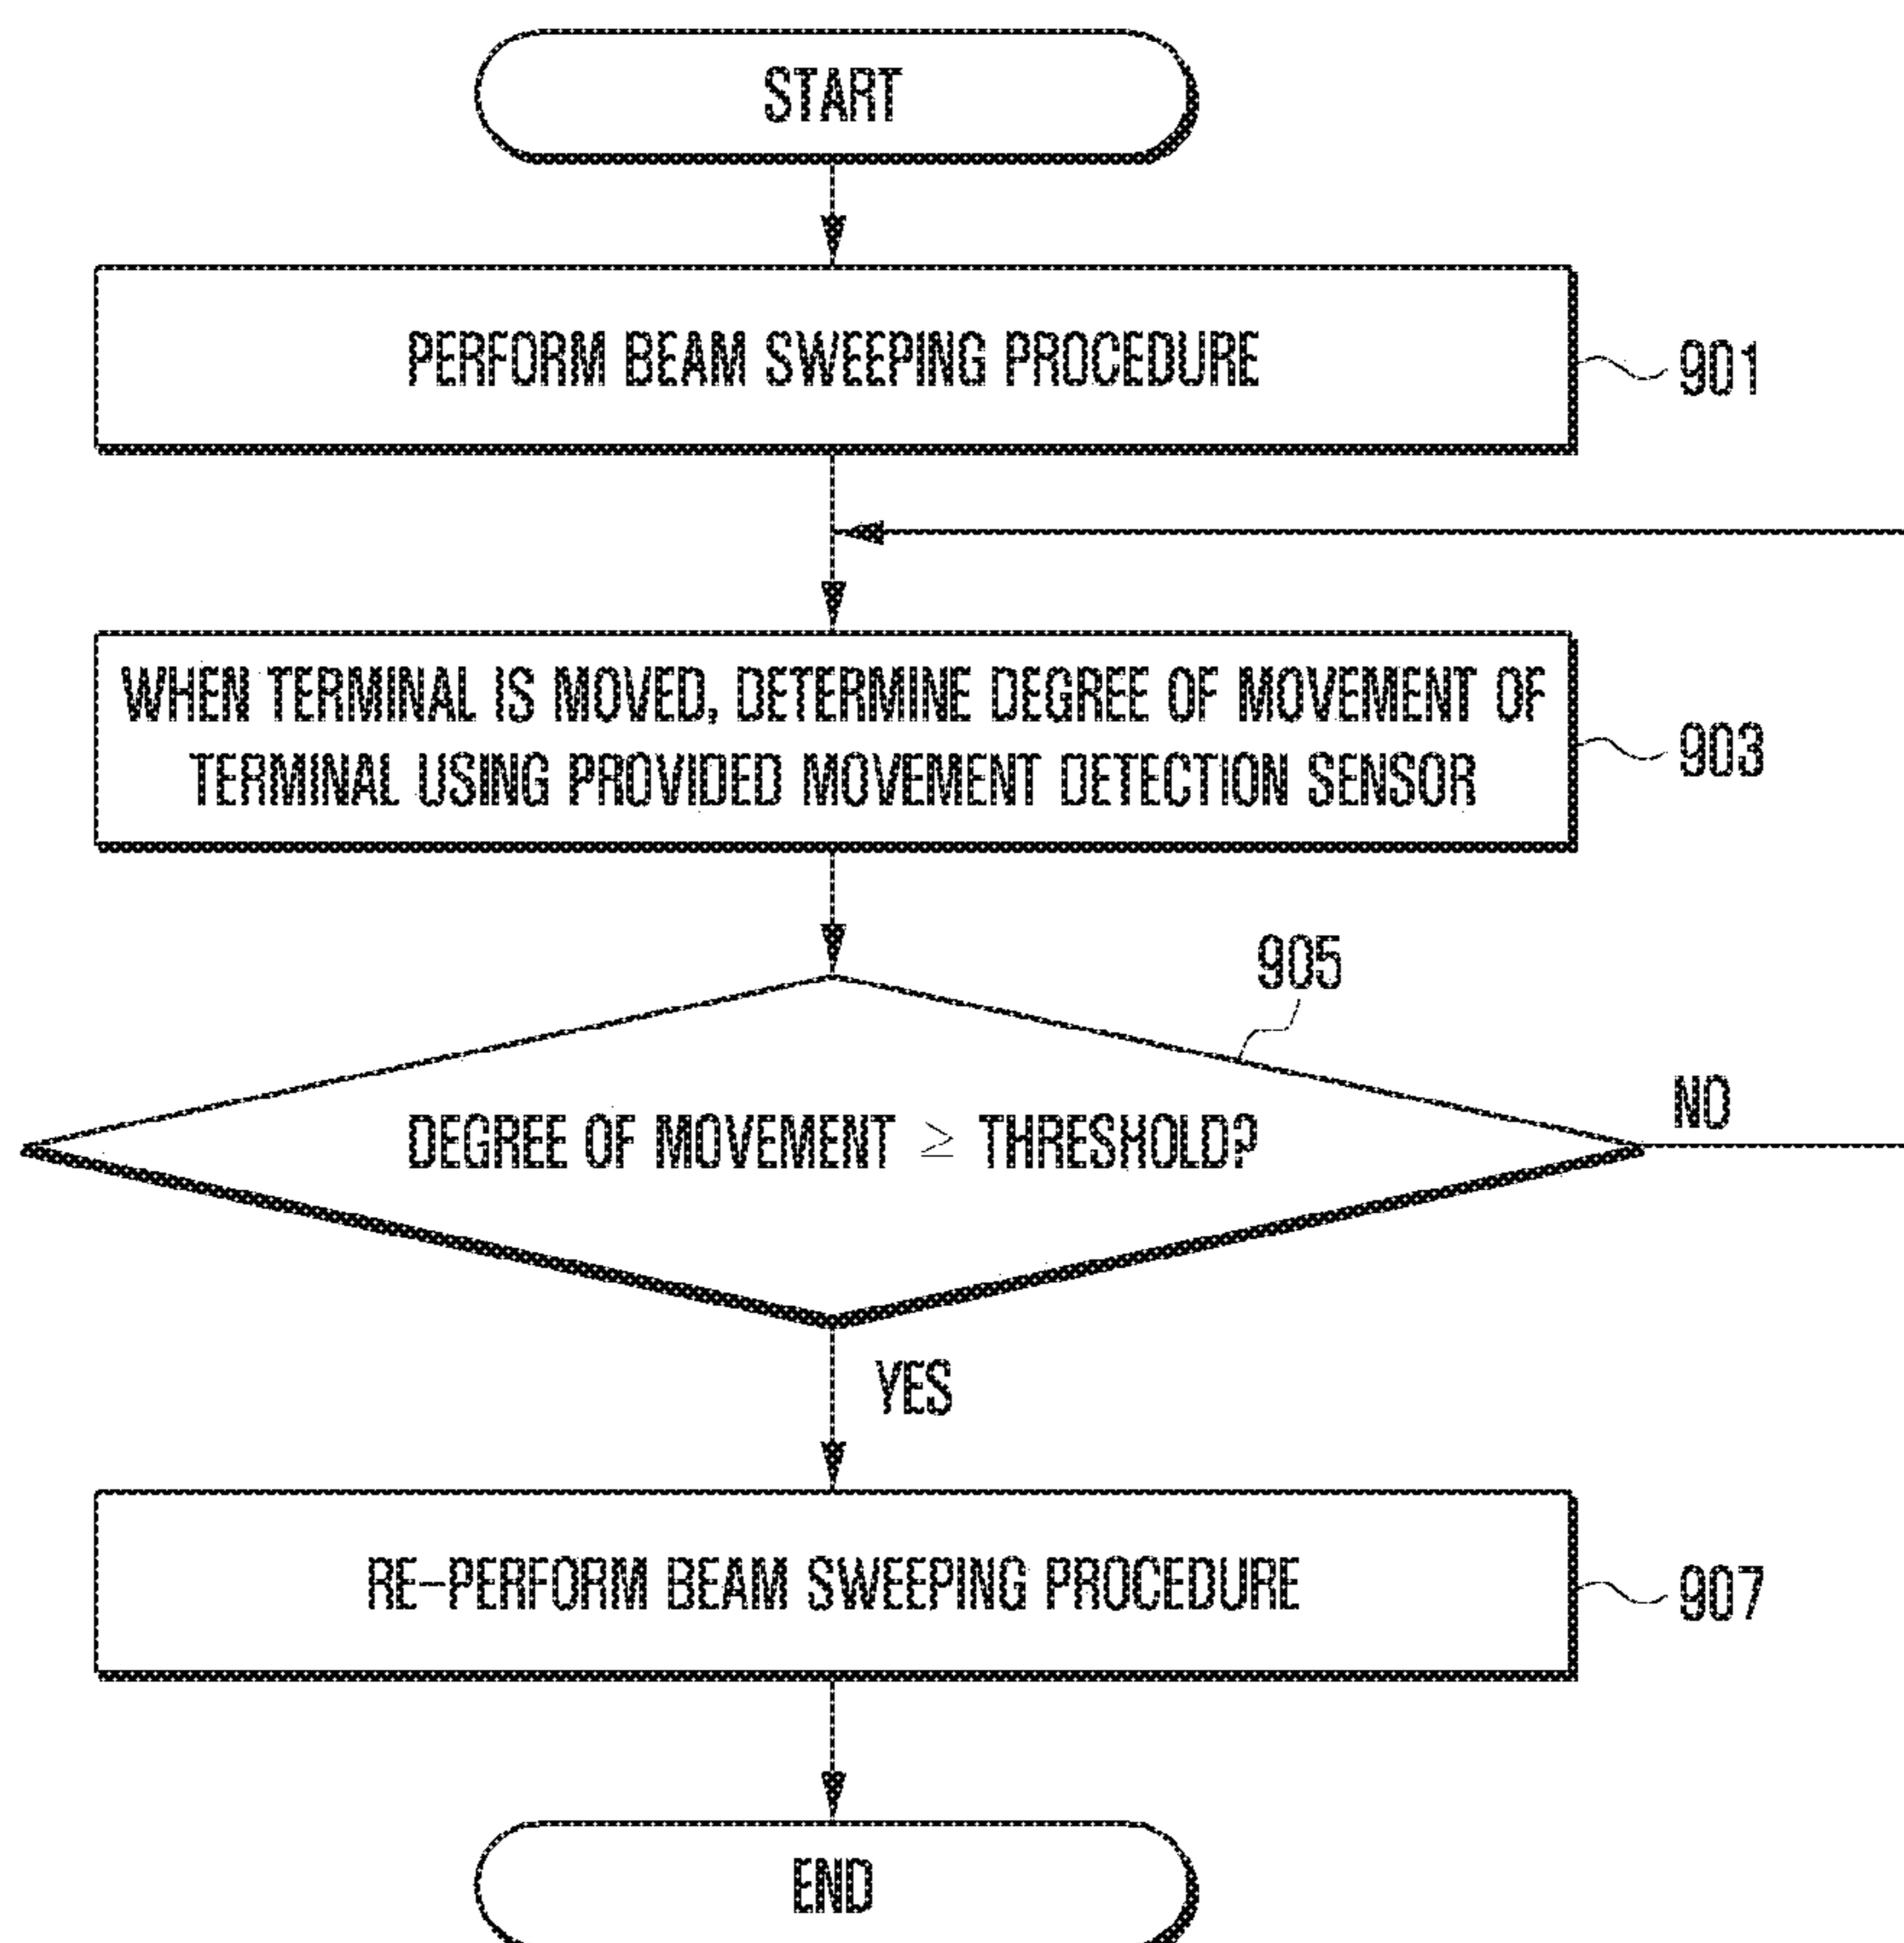 START
PERFORM BEAM SWEEPING PROCEDURE
901
WHEN TERMINAL IS MOVED, DETERMINE DEGREE OF MOVEMENT OF
TERMINAL USING PROVIDED MOVEMENT DETECTION SENSOR
903
905
DEGREE OF MOVEMENT ≥ THRESHOLD?
NO
YES
RE-PERFORM BEAM SWEEPING PROCEDURE
907
END